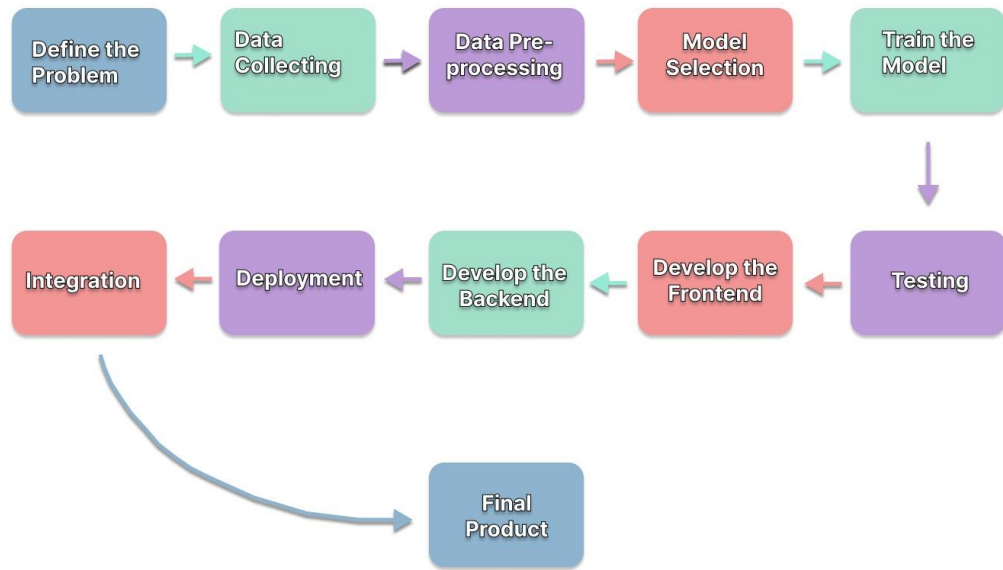 Define the
Problem
Data
Collecting
Data Pre-
processing
Model
Selection
Train the
Model
Testing
Develop the
Frontend
Develop the
Backend
Deployment
Integration
Final
Product